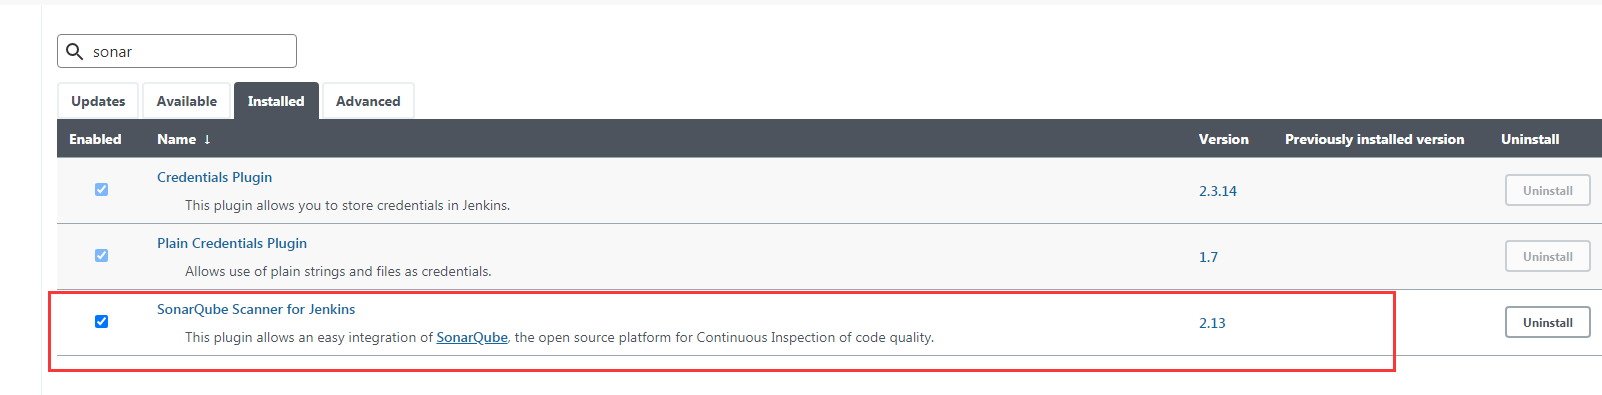 sonar
Updates Available Installed Advanced
Enabled Name ↓ Version Previously installed version Uninstall
Credentials Plugin
This plugin allows you to store credentials in Jenkins.
2.3.14 Uninstall
Plain Credentials Plugin
Allows use of plain strings and files as credentials.
1.7 Uninstall
SonarQube Scanner for Jenkins
This plugin allows an easy integration of SonarQube, the open source platform for Continuous Inspection of code quality.
2.13 Uninstall